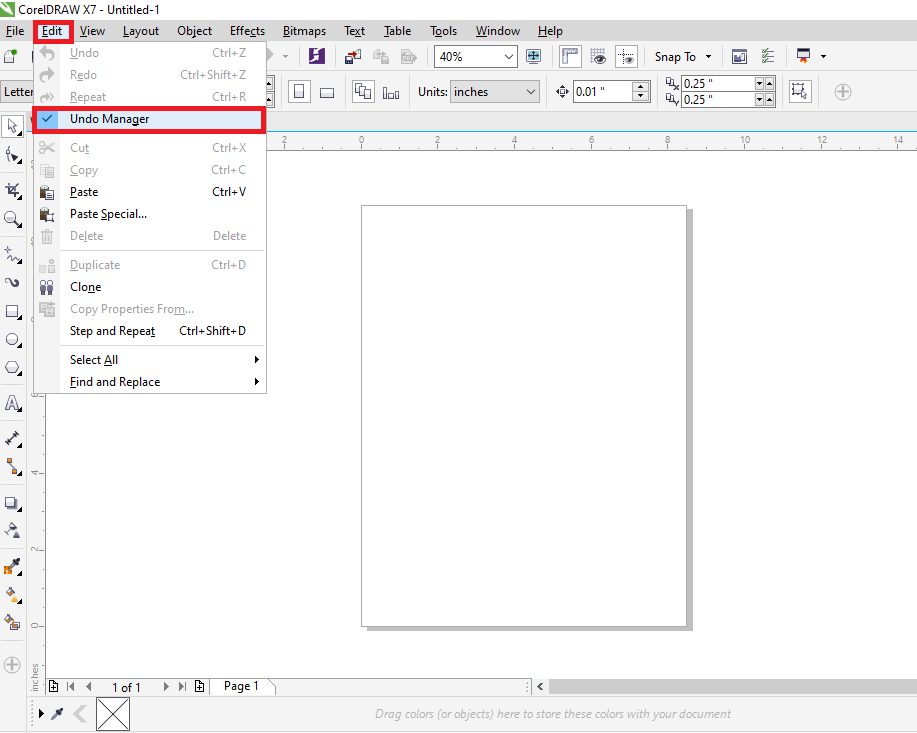 CorelDRAW X7 - Untitled-1
File Edit View Layout Object Effects Bitmaps Text Table Tools Window Help
40% Snap To
Letter Units: inches 0.01 " 0.25 "
0.25 "
Undo Ctrl+Z
Redo Ctrl+Shift+Z
Repeat Ctrl+R
Undo Manager
Cut Ctrl+X
Copy Ctrl+C
Paste Ctrl+V
Paste Special...
Delete Delete
Duplicate Ctrl+D
Clone
Copy Properties From...
Step and Repeat Ctrl+Shift+D
Select All
Find and Replace
2 0 2 4 6 8 10 12 14
4
2
0
inches
1 of 1 Page 1
Drag colors (or objects) here to store these colors with your document